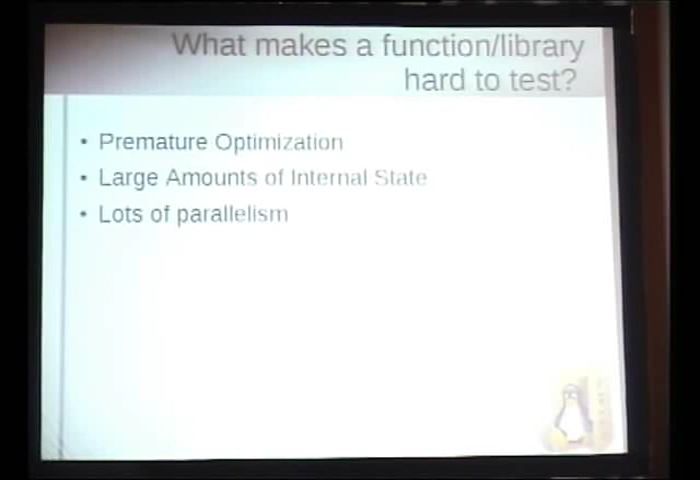 What makes a function/library
hard to test?
• Premature Optimization
• Large Amounts of Internal State
• Lots of parallelism